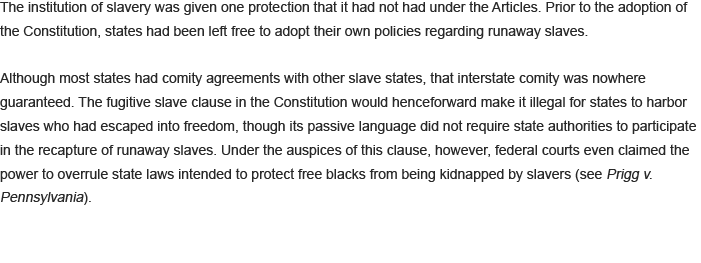 The institution of slavery was given one protection that it had not had under the Articles. Prior to the adoption of
the Constitution, states had been left free to adopt their own policies regarding runaway slaves.
Although most states had comity agreements with other slave states, that interstate comity was nowhere
guaranteed. The fugitive slave clause in the Constitution would henceforward make it illegal for states to harbor
slaves who had escaped into freedom, though its passive language did not require state authorities to participate
in the recapture of runaway slaves. Under the auspices of this clause, however, federal courts even claimed the
power to overrule state laws intended to protect free blacks from being kidnapped by slavers (see Prigg v.
Pennsylvania).